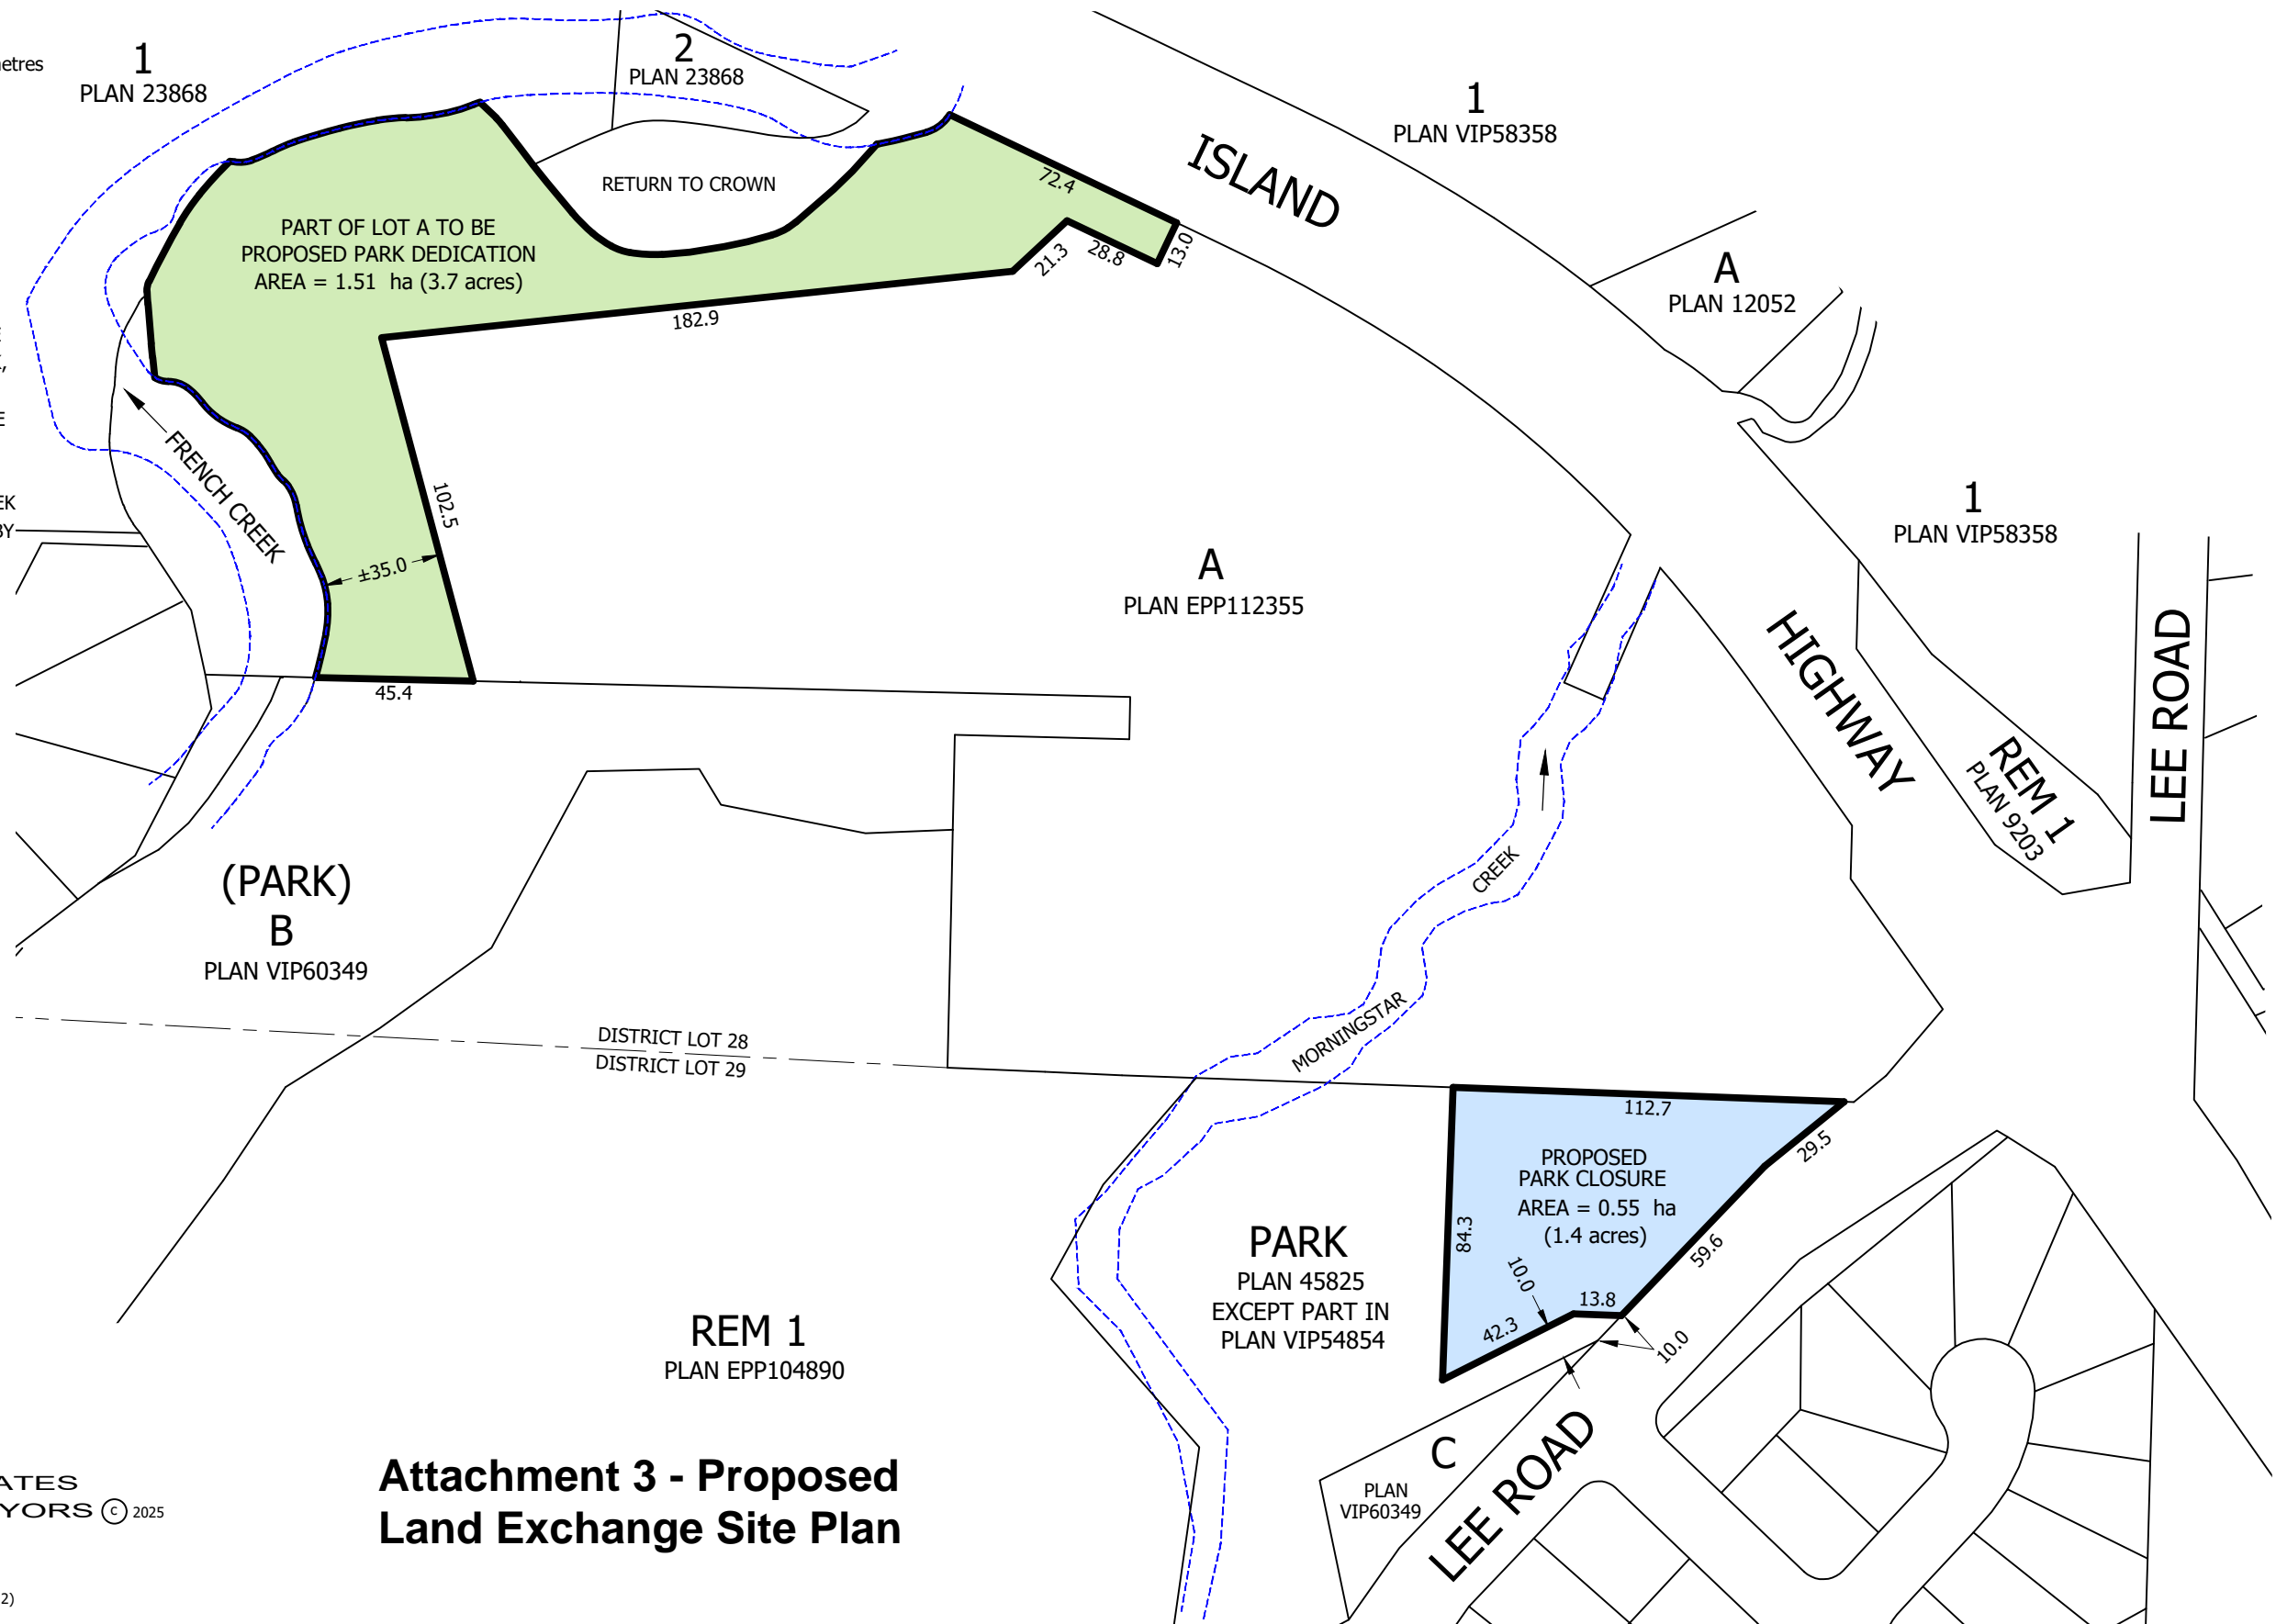 1
PLAN 23868
2
PLAN 23868
1
PLAN VIP58358
ISLAND
RETURN TO CROWN
72.4
PART OF LOT A TO BE
PROPOSED PARK DEDICATION
AREA = 1.51 ha (3.7 acres)
21.3
28.8
13.0
182.9
A
PLAN 12052
FRENCH CREEK
102.5
±35.0
45.4
A
PLAN EPP112355
1
PLAN VIP58358
HIGHWAY
LEE ROAD
REM 1
PLAN 9203
(PARK)
B
PLAN VIP60349
CREEK
MORNINGSTAR
DISTRICT LOT 28
DISTRICT LOT 29
112.7
29.5
PROPOSED
PARK CLOSURE
AREA = 0.55 ha
(1.4 acres)
84.3
59.6
10.0
13.8
42.3
10.0
PARK
PLAN 45825
EXCEPT PART IN
PLAN VIP54854
REM 1
PLAN EPP104890
C
PLAN
VIP60349
LEE ROAD
Attachment 3 - Proposed
Land Exchange Site Plan
ATES
YORS © 2025
2)
etres
E
EK
BY